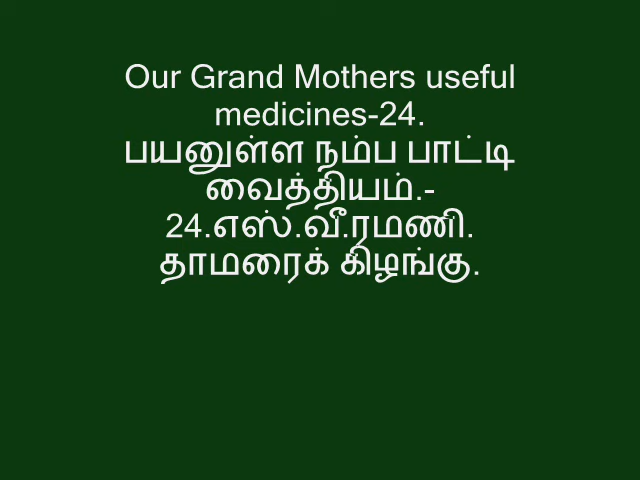 Our Grand Mothers useful
medicines-24.
பயனுள்ள நம்ப பாட்டி
வைத்தியம்.-
24.எஸ்.வீ.ரமணி.
தாமரைக் கிழங்கு.